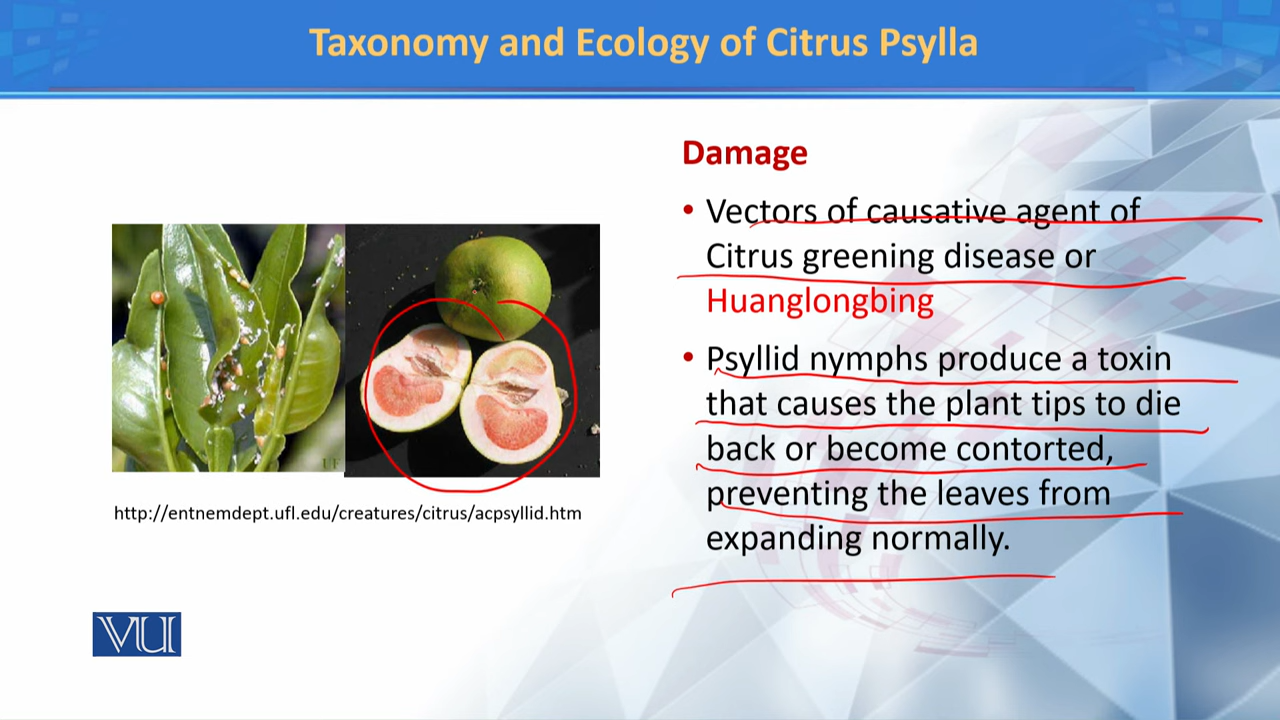 Taxonomy and Ecology of Citrus Psylla
Damage
• Vectors of causative agent of
Citrus greening disease or
Huanglongbing
• Psyllid nymphs produce a toxin
that causes the plant tips to die
back or become contorted,
preventing the leaves from
expanding normally.
UF
http://entnemdept.ufl.edu/creatures/citrus/acpsyllid.htm
VU